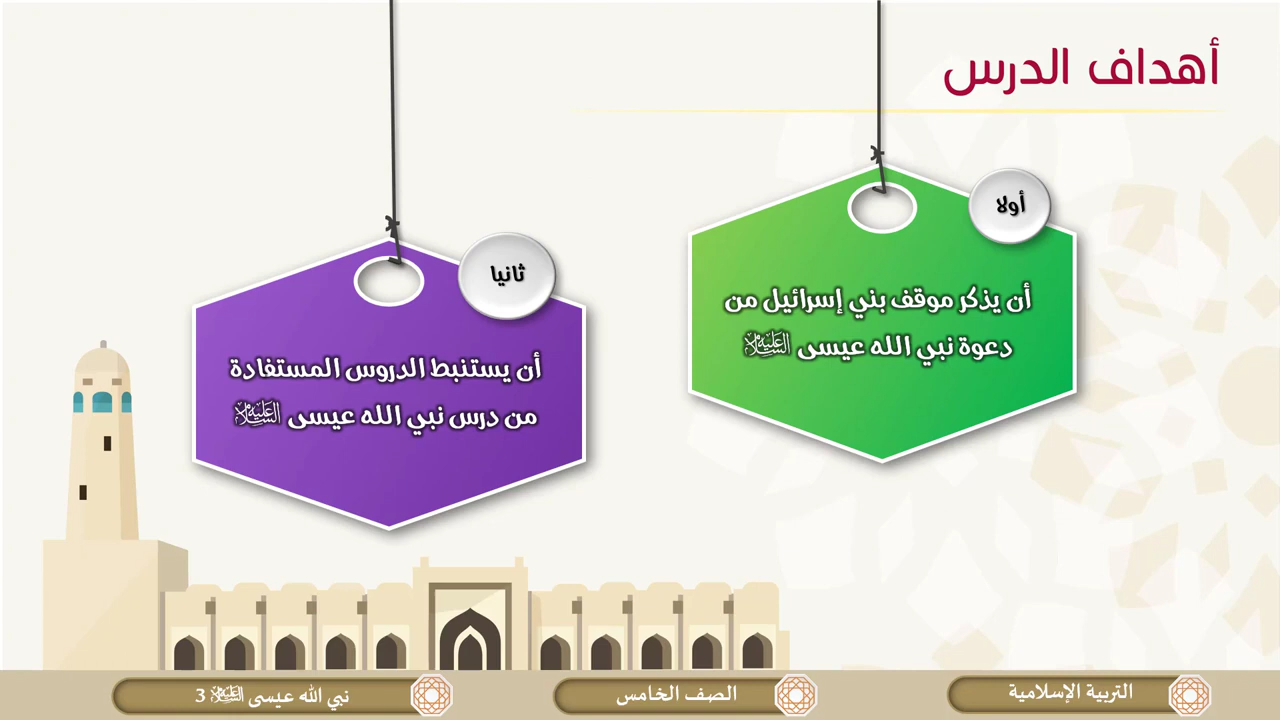 أهداف الدرس
أولا
أن يذكر موقف بني إسرائيل من
دعوة نبي الله عيسى عليه السلام
ثانيا
أن يستنبط الدروس المستفادة
من درس نبي الله عيسى عليه السلام
التربية الإسلامية
الصف الخامس
نبي الله عيسى عليه السلام 3